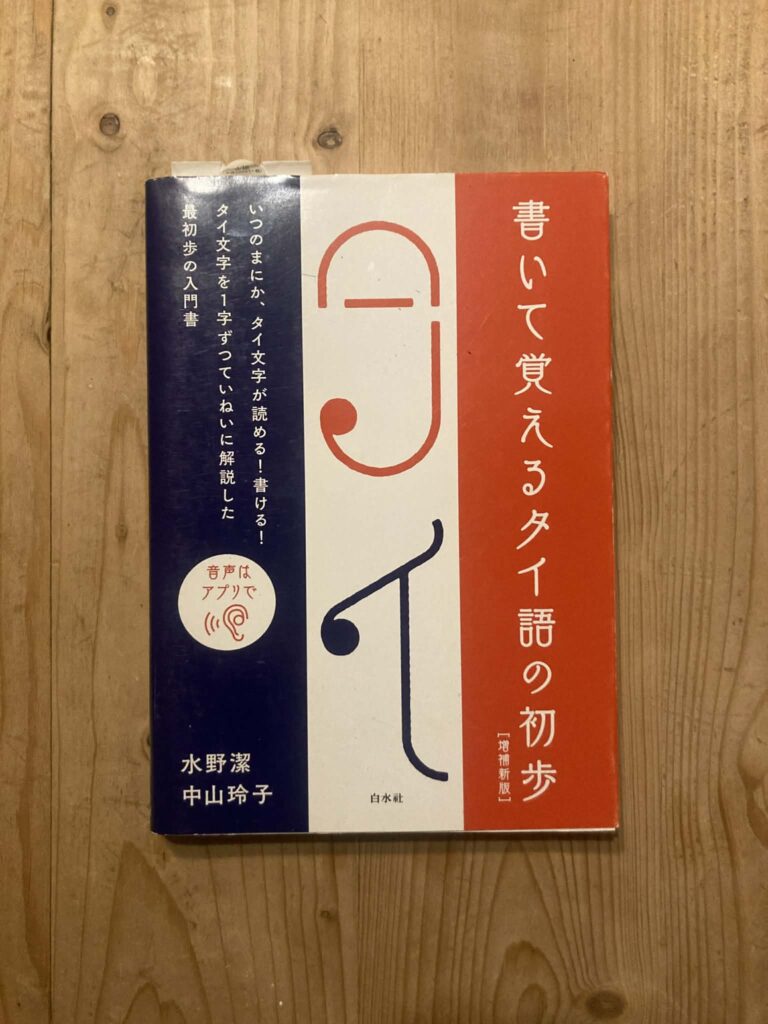 書いて覚えるタイ語の初歩
[増補新版]
タイ
白水社
いつのまにか、タイ文字が読める!書ける!
タイ文字を1字ずつていねいに解説した
最初歩の入門書
音声は
アプリで
水野潔
中山玲子